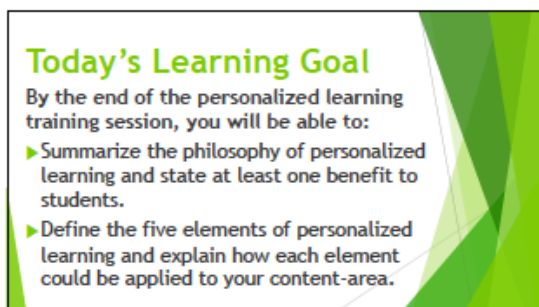 Today's Learning Goal
By the end of the personalized learning
training session, you will be able to:
Summarize the philosophy of personalized
learning and state at least one benefit to
students.
Define the five elements of personalized
learning and explain how each element
could be applied to your content-area.